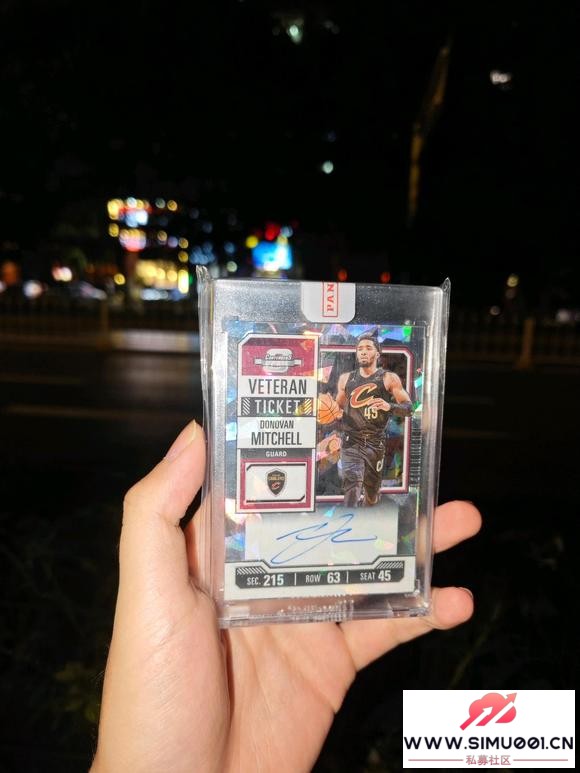 PAN
CONTENDERS
VETERAN
TICKET
DONOVAN
MITCHELL
GUARD
CAVALIERS
C
45
SEC. 215 | ROW 63 | SEAT 45
WWW.SIMU001.CN
私募社区